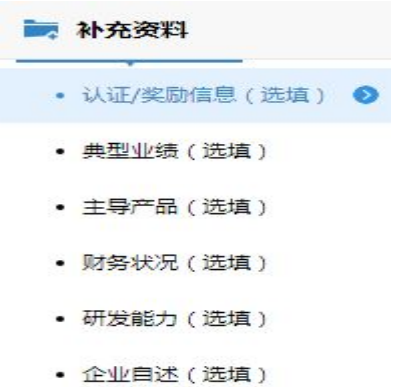 补充资料
• 认证/奖励信息（选填）
• 典型业绩（选填）
• 主导产品（选填）
• 财务状况（选填）
• 研发能力（选填）
• 企业自述（选填）